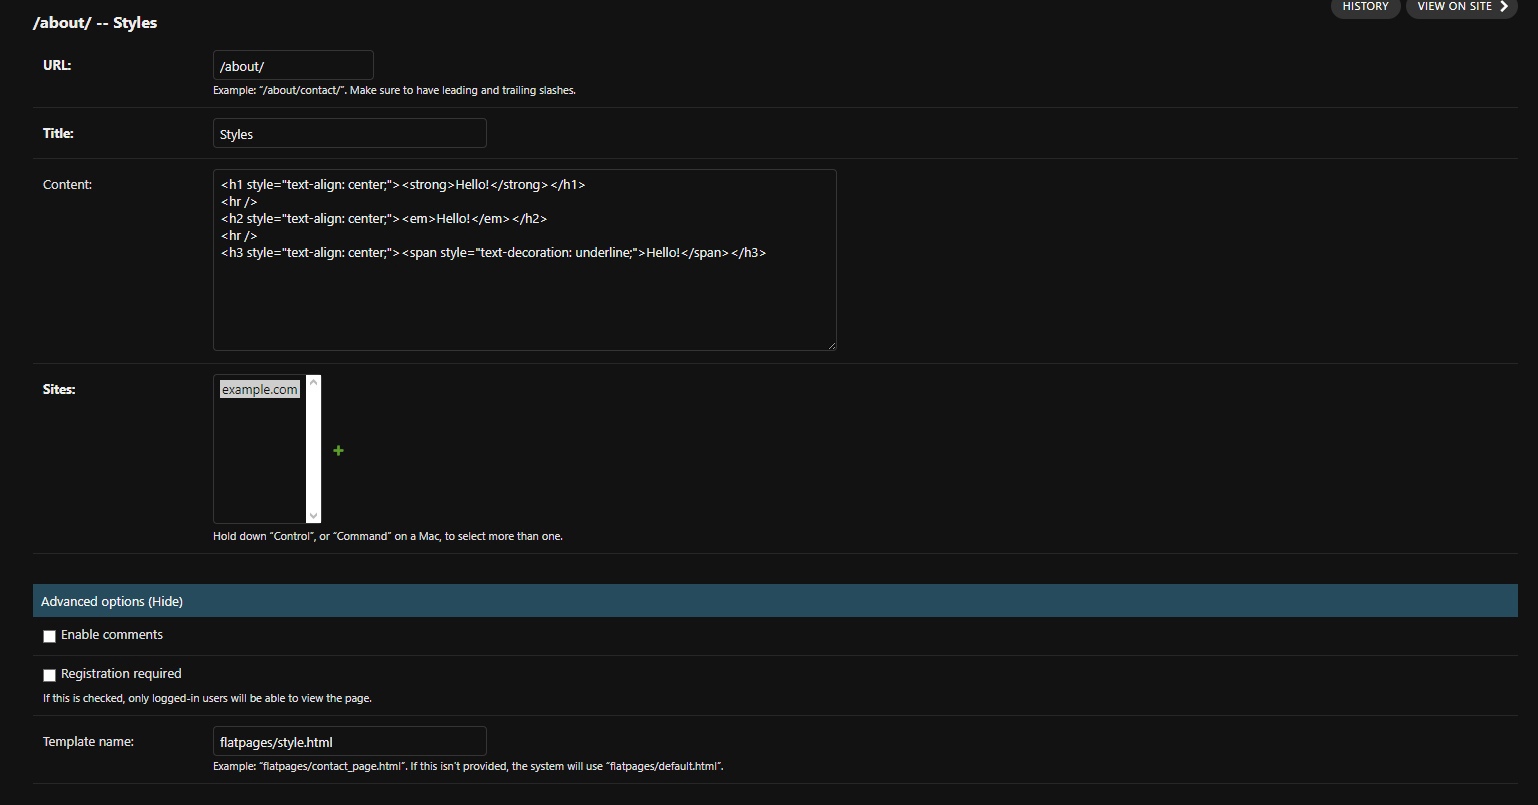 /about/ -- Styles
HISTORY
VIEW ON SITE
URL:
/about/
Example: “/about/contact/”. Make sure to have leading and trailing slashes.
Title:
Styles
Content:
<h1 style="text-align: center;"><strong>Hello!</strong></h1>
<hr />
<h2 style="text-align: center;"><em>Hello!</em></h2>
<hr />
<h3 style="text-align: center;"><span style="text-decoration: underline;">Hello!</span></h3>
Sites:
example.com
Hold down “Control”, or “Command” on a Mac, to select more than one.
Advanced options (Hide)
Enable comments
Registration required
If this is checked, only logged-in users will be able to view the page.
Template name:
flatpages/style.html
Example: “flatpages/contact_page.html”. If this isn’t provided, the system will use “flatpages/default.html”.